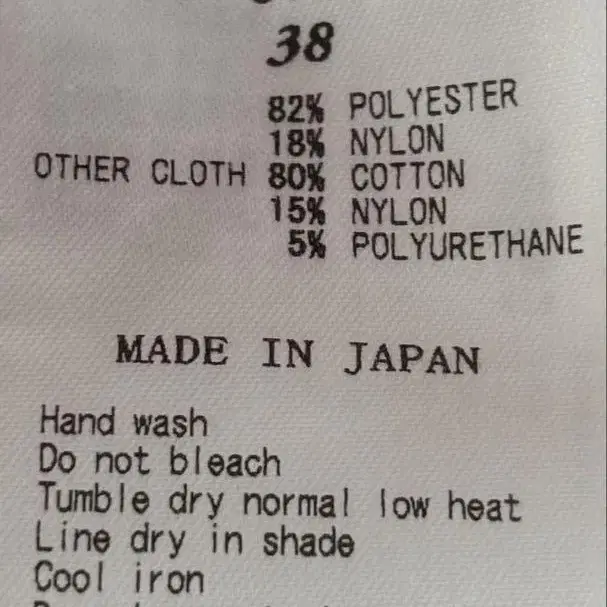 38
82% POLYESTER
18% NYLON
OTHER CLOTH 80% COTTON
15% NYLON
5% POLYURETHANE
MADE IN JAPAN
Hand wash
Do not bleach
Tumble dry normal low heat
Line dry in shade
Cool iron